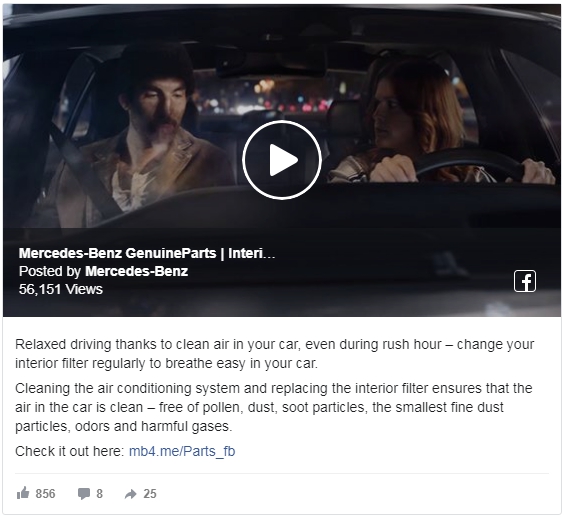 Mercedes-Benz GenuineParts | Interi...
Posted by Mercedes-Benz
56,151 Views
Relaxed driving thanks to clean air in your car, even during rush hour – change your
interior filter regularly to breathe easy in your car.
Cleaning the air conditioning system and replacing the interior filter ensures that the
air in the car is clean – free of pollen, dust, soot particles, the smallest fine dust
particles, odors and harmful gases.
Check it out here: mb4.me/Parts_fb
856 8 25